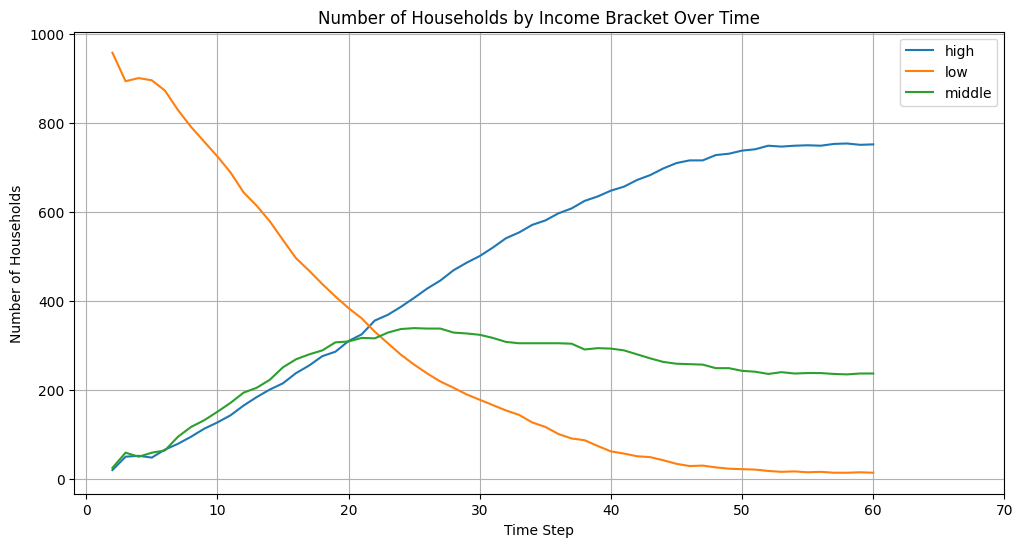 Number of Households by Income Bracket Over Time
high
low
middle
Number of Households
1000
800
600
400
200
0
0 10 20 30 40 50 60 70
Time Step